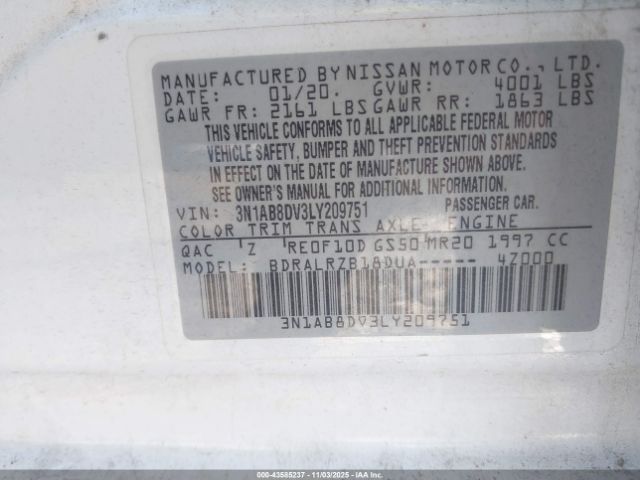 MANUFACTURED BY NISSAN MOTOR CO., LTD.
DATE: 01/20. GVWR: 4001 LBS
GAWR FR: 2161 LBS GAWR RR: 1863 LBS
THIS VEHICLE CONFORMS TO ALL APPLICABLE FEDERAL MOTOR
VEHICLE SAFETY, BUMPER AND THEFT PREVENTION STANDARDS
IN EFFECT ON THE DATE OF MANUFACTURE SHOWN ABOVE.
SEE OWNER'S MANUAL FOR ADDITIONAL INFORMATION.
VIN: 3N1AB8DV3LY209751 PASSENGER CAR.
COLOR TRIM TRANS AXLE ENGINE
QAC Z RE0F10D GS50 MR20 1997 CC
MODEL: BDRALRZB18DUA----- 4Z000
3N1AB8DV3LY209751
000-43585237 - 11/03/2025 - IAA Inc.